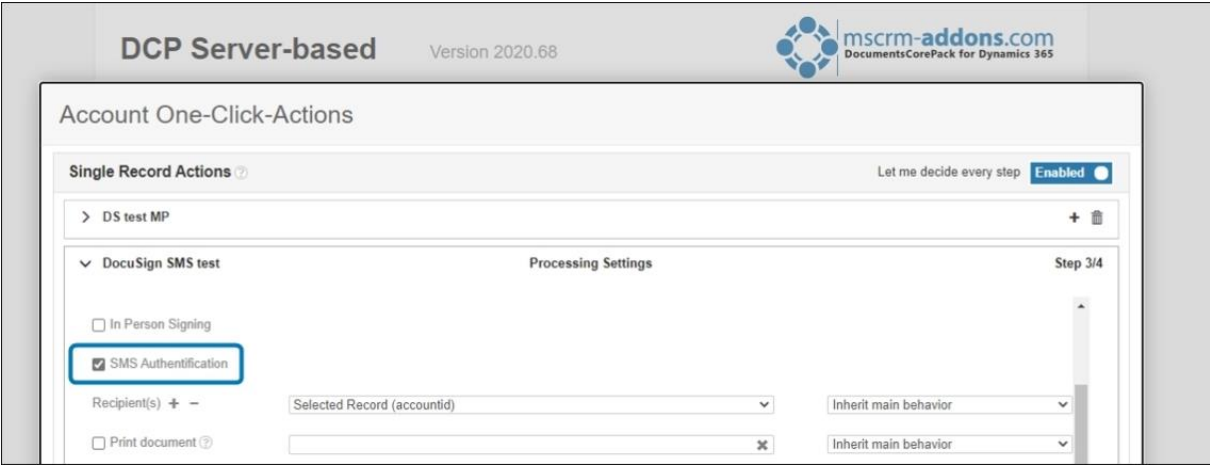 DCP Server-based Version 2020.68 mscrm-addons.com
DocumentsCorePack for Dynamics 365
Account One-Click-Actions
Single Record Actions ? Let me decide every step Enabled
DS test MP
DocuSign SMS test Processing Settings Step 3/4
In Person Signing
SMS Authentification
Recipient(s) + − Selected Record (accountid) Inherit main behavior
Print document ? Inherit main behavior